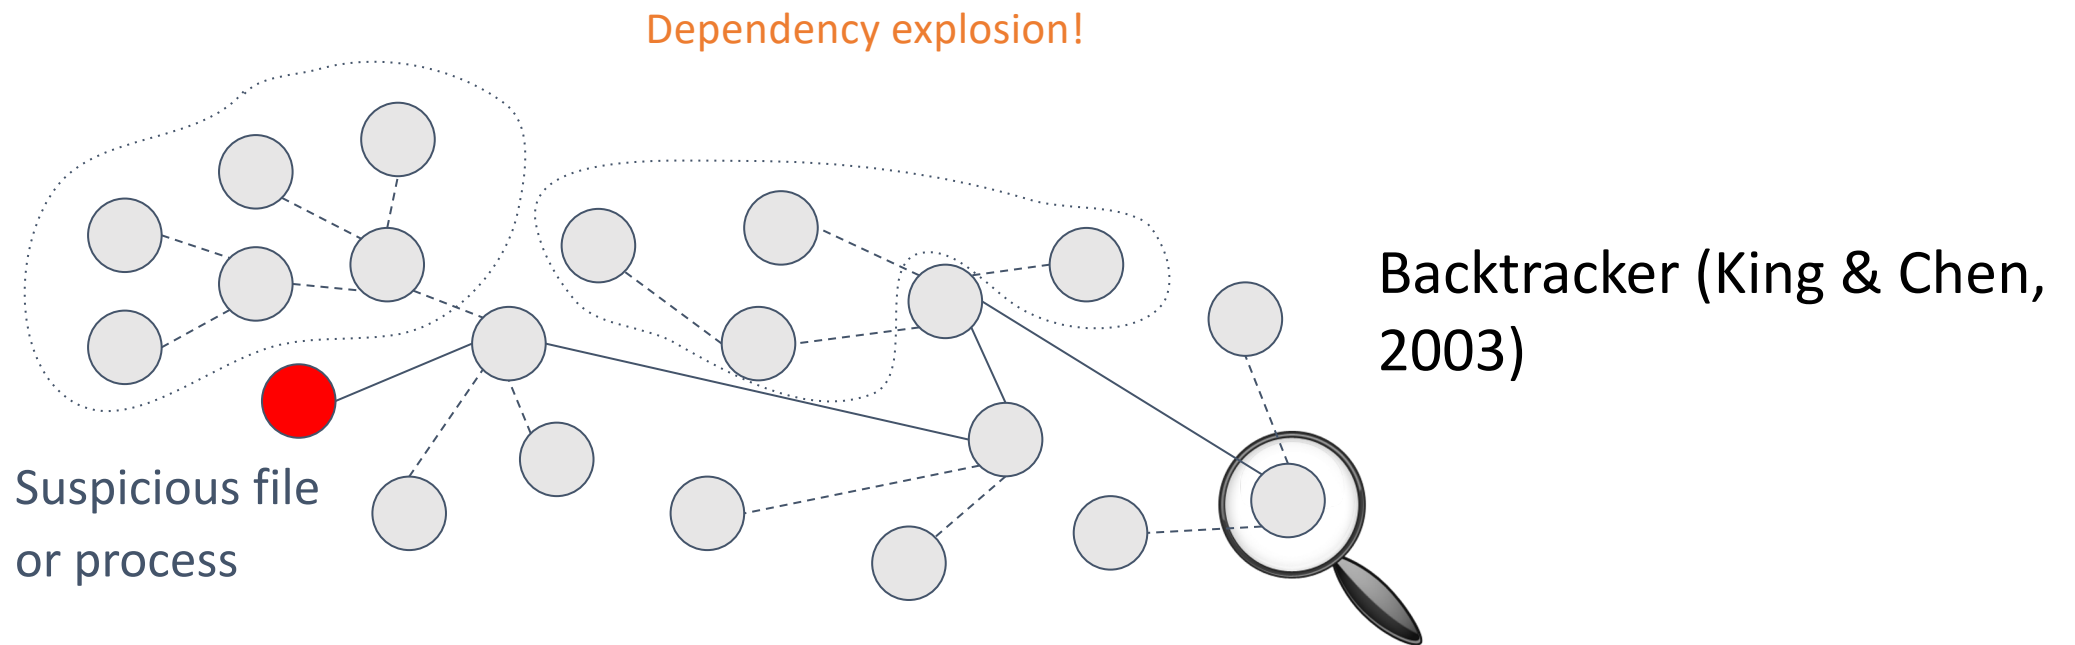 Dependency explosion!
Backtracker (King & Chen,
2003)
Suspicious file
or process